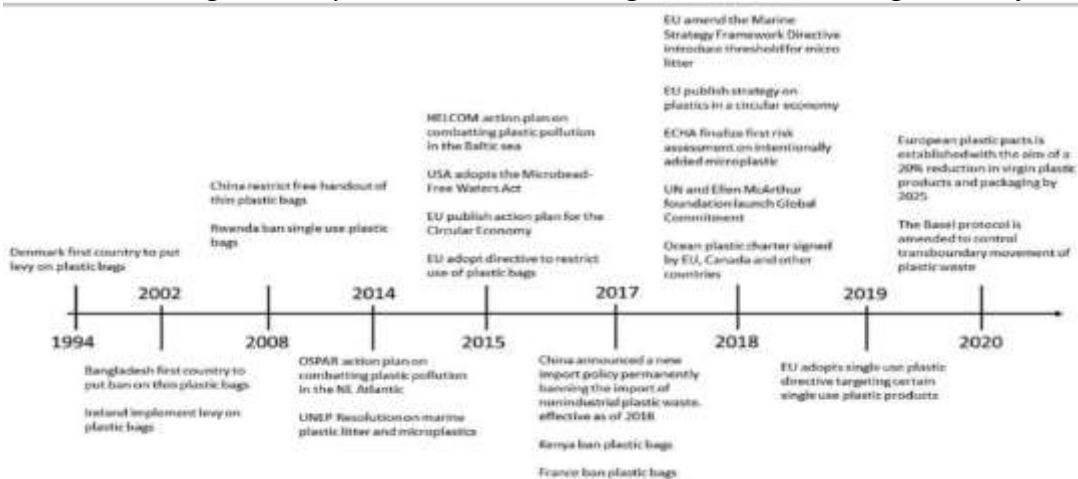 EU amend the Marine
Strategy Framework Directive
introduce threshold for micro
litter
EU publish strategy on
plastics in a circular economy
ECHA finalize first risk
assessment on intentionally
added microplastic
UN and Ellen McArthur
foundation launch Global
Commitment
Ocean plastic charter signed
by EU, Canada and other
countries
HELCOM action plan on
combatting plastic pollution
in the Baltic sea
USA adopts the Microbead-
Free Waters Act
EU publish action plan for the
Circular Economy
EU adopt directive to restrict
use of plastic bags
European plastic pacts is
established with the aim of a
20% reduction in virgin plastic
products and packaging by
2025
The Basel protocol is
amended to control
transboundary movement of
plastic waste
China restrict free handout of
thin plastic bags
Rwanda ban single use plastic
bags
Denmark first country to put
levy on plastic bags
2002
2014
2017
2019
1994
2008
2015
2018
2020
Bangladesh first country to
put ban on thin plastic bags
Ireland implement levy on
plastic bags
OSPAR action plan on
combatting plastic pollution
in the NE Atlantic
UNEP Resolution on marine
plastic litter and microplastics
China announced a new
import policy permanently
banning the import of
nonindustrial plastic waste,
effective as of 2018
Kenya ban plastic bags
France ban plastic bags
EU adopts single use plastic
directive targeting certain
single use plastic products